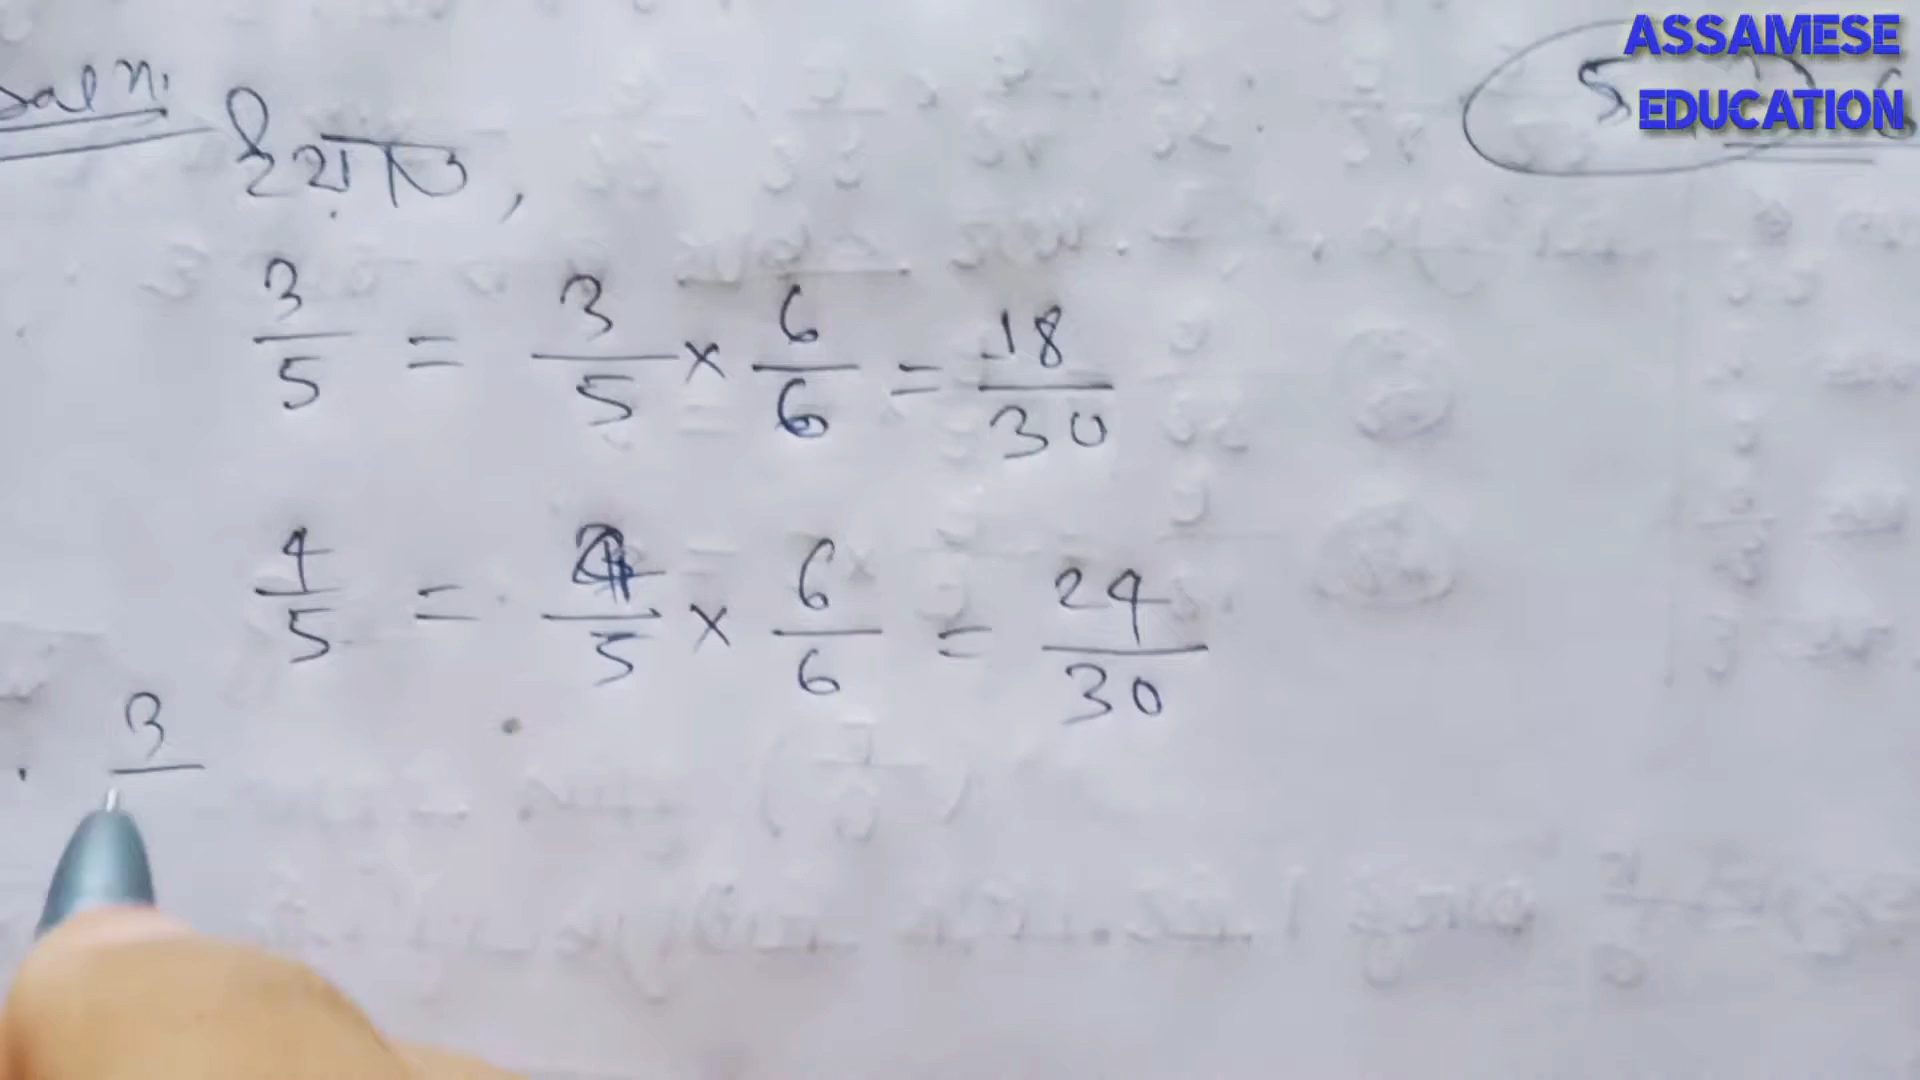 ASSAMESE
EDUCATION
Sol n:
ইয়াত,
3/5 = 3/5 × 6/6 = 18/30
4/5 = 4/5 × 6/6 = 24/30
3